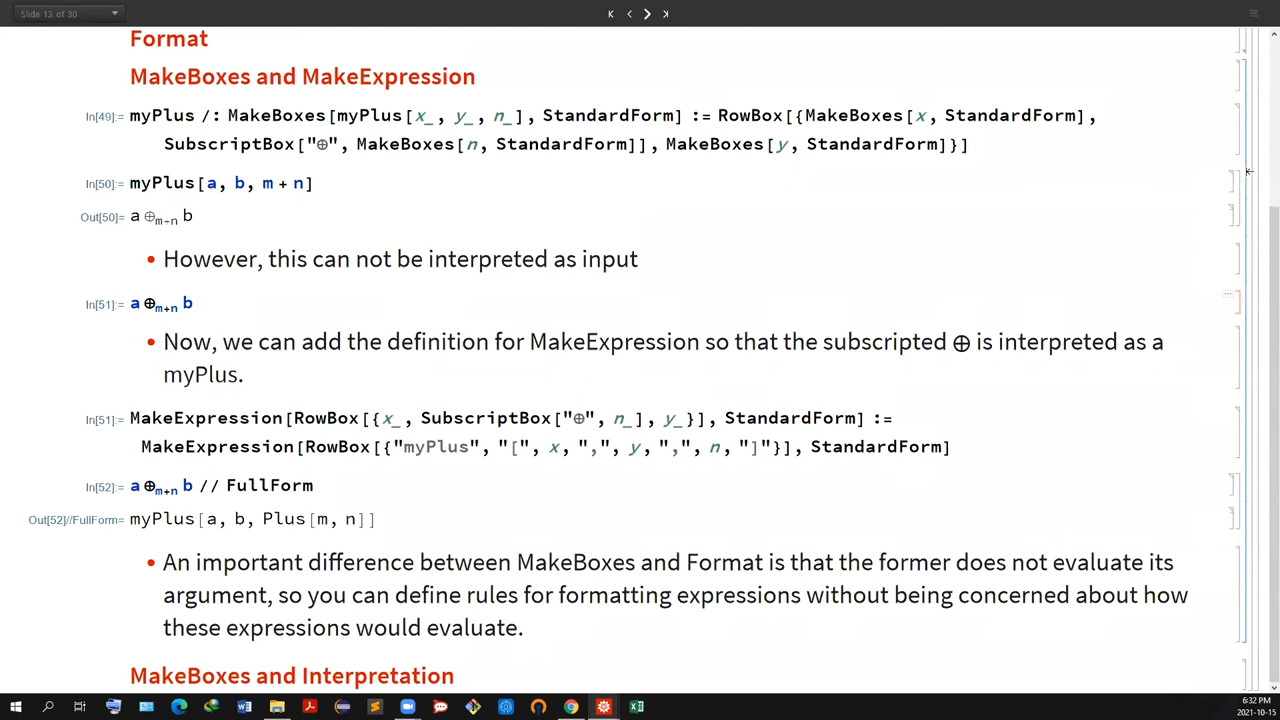 Slide 13 of 30
Format
MakeBoxes and MakeExpression
In[49]:= myPlus /: MakeBoxes[myPlus[x_, y_, n_], StandardForm] := RowBox[{MakeBoxes[x, StandardForm],
SubscriptBox["⊕", MakeBoxes[n, StandardForm]], MakeBoxes[y, StandardForm]}]
In[50]:= myPlus[a, b, m + n]
Out[50]= a ⊕m+n b
• However, this can not be interpreted as input
In[51]:= a ⊕m+n b
• Now, we can add the definition for MakeExpression so that the subscripted ⊕ is interpreted as a
myPlus.
In[51]:= MakeExpression[RowBox[{x_, SubscriptBox["⊕", n_], y_}], StandardForm] :=
MakeExpression[RowBox[{"myPlus", "[", x, ",", y, ",", n, "]"}], StandardForm]
In[52]:= a ⊕m+n b // FullForm
Out[52]//FullForm= myPlus[a, b, Plus[m, n]]
• An important difference between MakeBoxes and Format is that the former does not evaluate its
argument, so you can define rules for formatting expressions without being concerned about how
these expressions would evaluate.
MakeBoxes and Interpretation
6:32 PM
2021-10-15